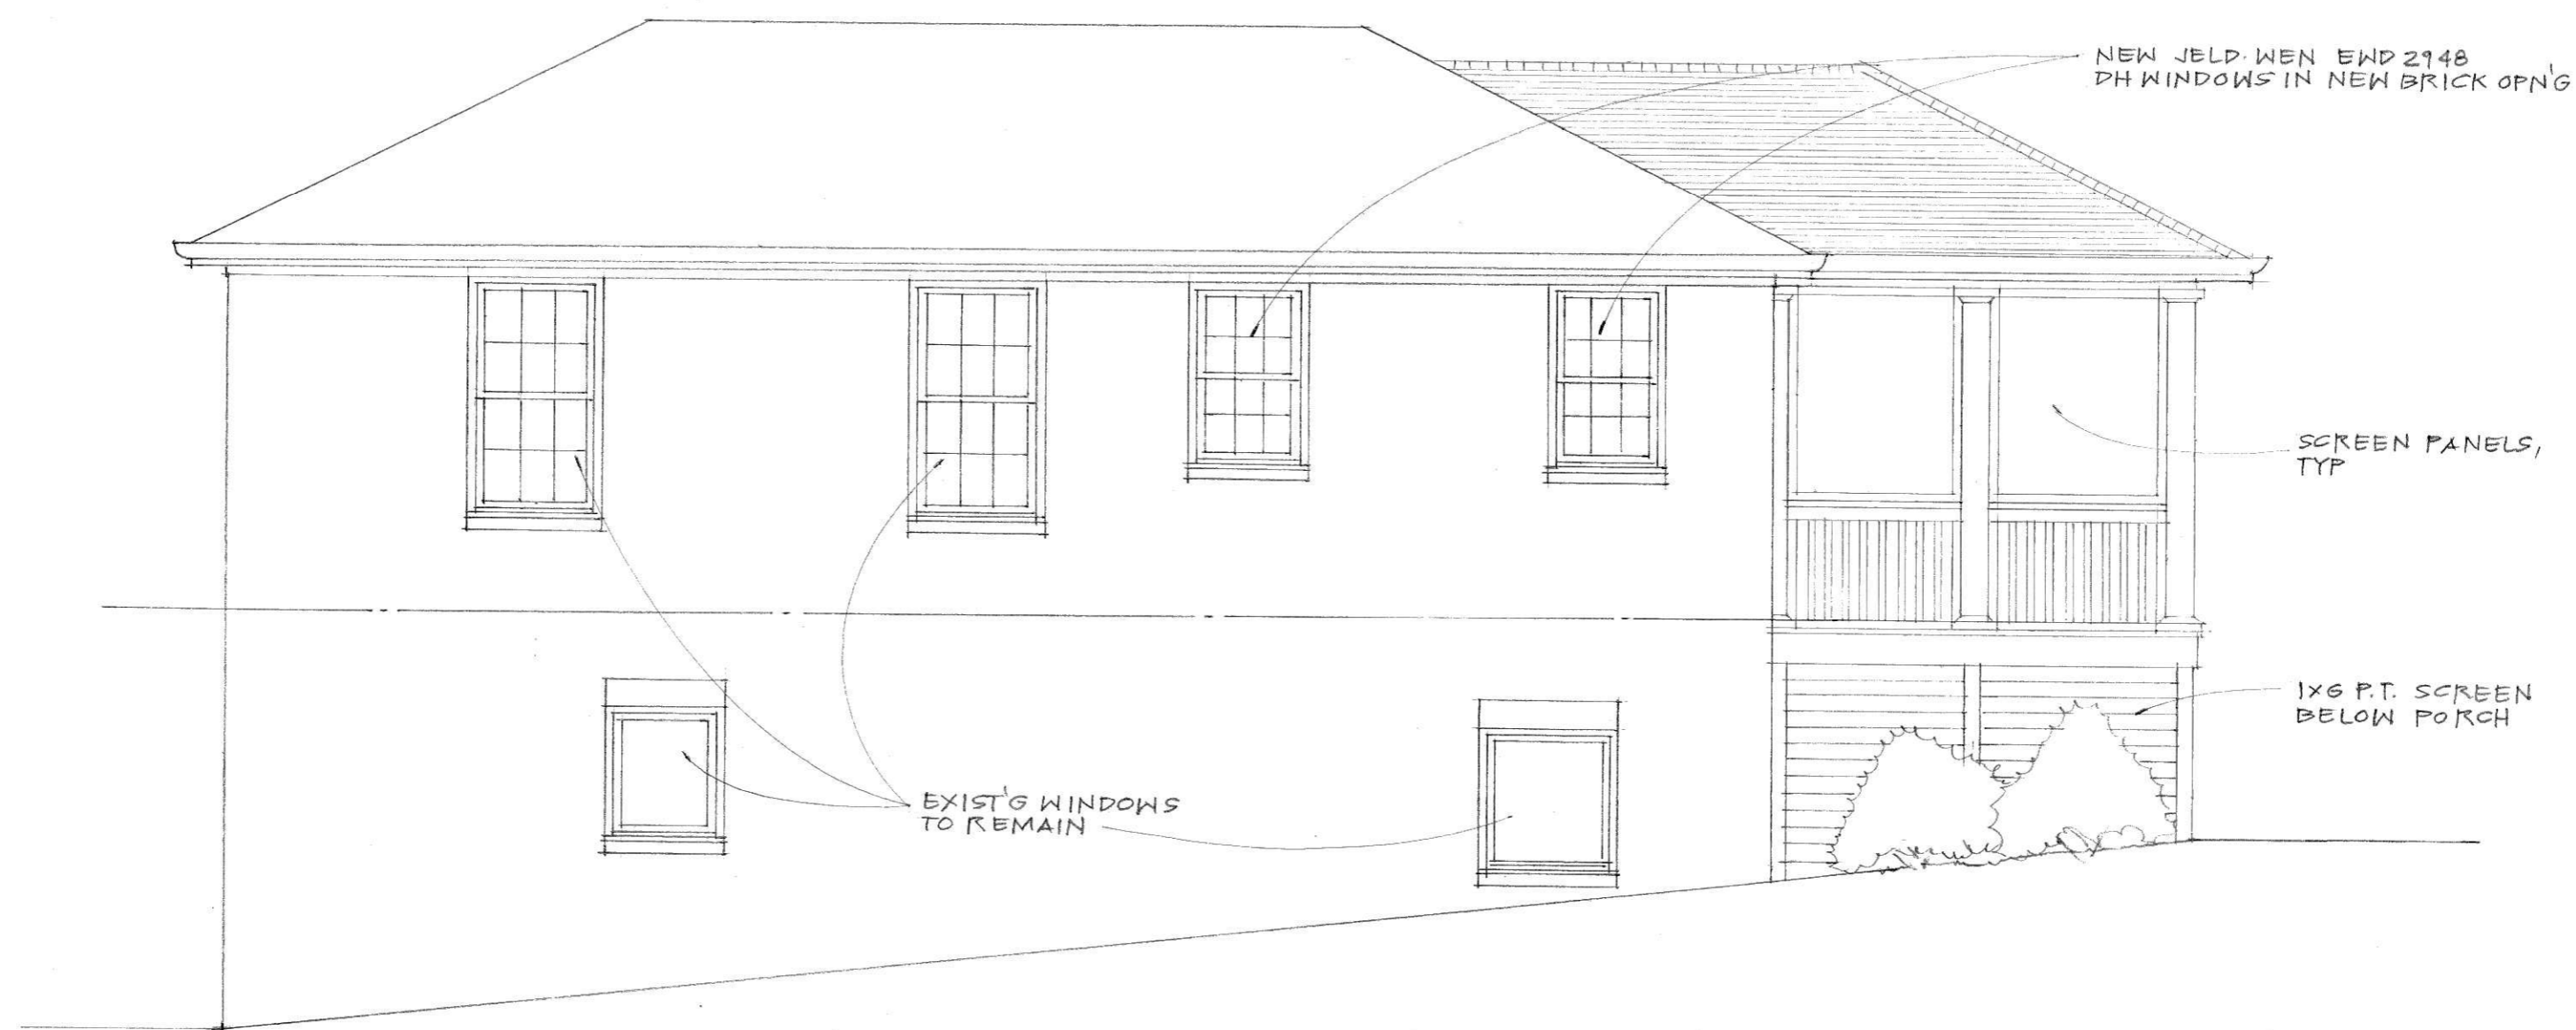 NEW JELD-WEN EWD 2948
DH WINDOWS IN NEW BRICK OPN'G
SCREEN PANELS,
TYP
1X6 P.T. SCREEN
BELOW PORCH
EXIST'G WINDOWS
TO REMAIN